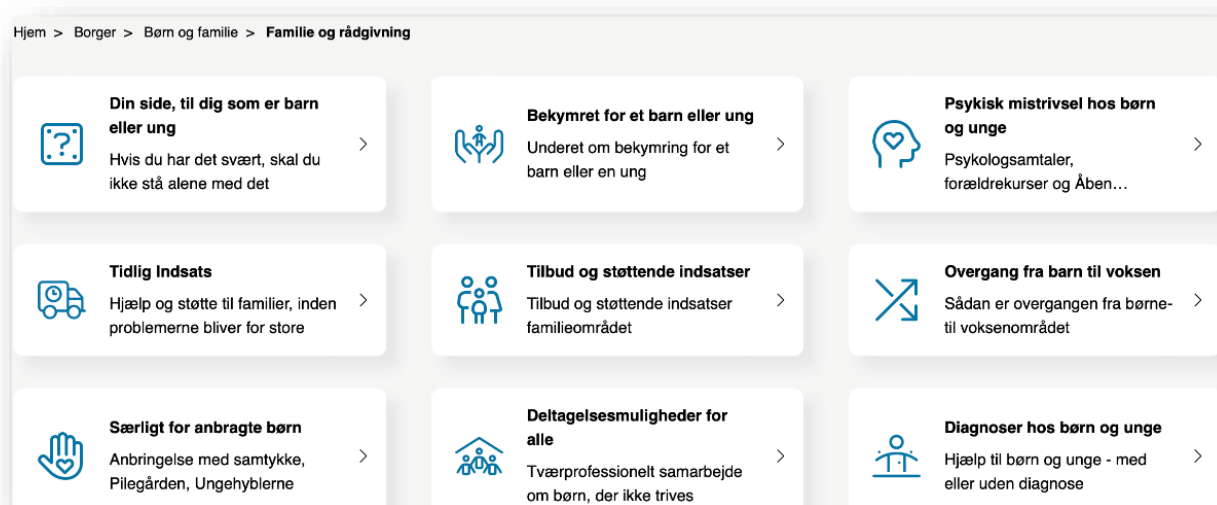 Hjem > Borger > Børn og familie > Familie og rådgivning
Din side, til dig som er barn
eller ung
Hvis du har det svært, skal du
ikke stå alene med det
Bekymret for et barn eller ung
Underet om bekymring for et
barn eller en ung
Psykisk mistrivsel hos børn
og unge
Psykologsamtaler,
forældrekurser og Åben…
Tidlig Indsats
Hjælp og støtte til familier, inden
problemerne bliver for store
Tilbud og støttende indsatser
Tilbud og støttende indsatser
familieområdet
Overgang fra barn til voksen
Sådan er overgangen fra børne-
til voksenområdet
Særligt for anbragte børn
Anbringelse med samtykke,
Pilegården, Ungehyblerne
Deltagelsesmuligheder for
alle
Tværprofessionelt samarbejde
om børn, der ikke trives
Diagnoser hos børn og unge
Hjælp til børn og unge - med
eller uden diagnose